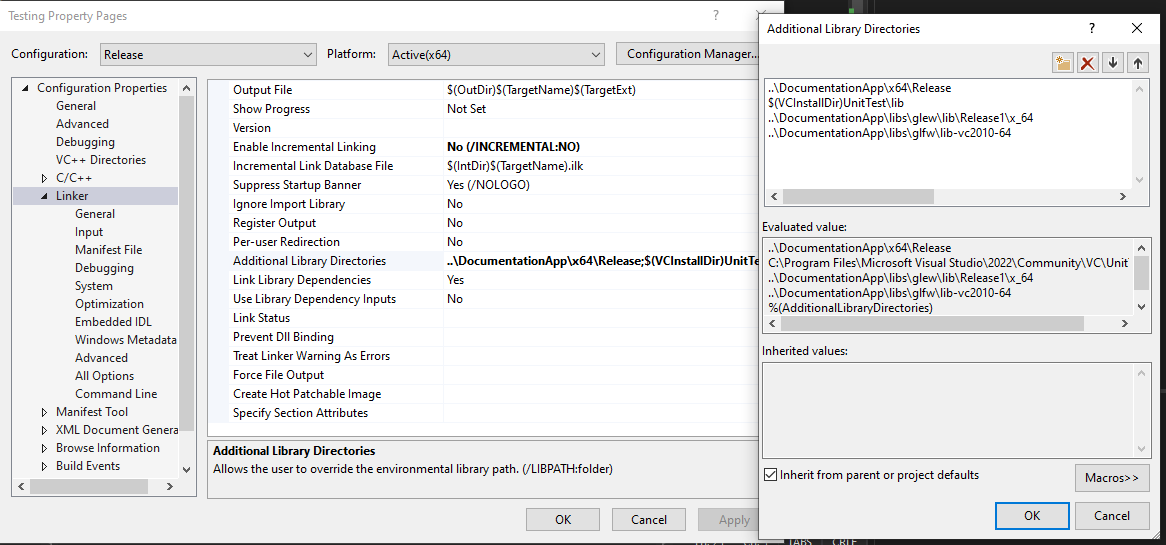 Testing Property Pages
?
Configuration: Release Platform: Active(x64) Configuration Manager...
Configuration Properties
General
Advanced
Debugging
VC++ Directories
C/C++
Linker
General
Input
Manifest File
Debugging
System
Optimization
Embedded IDL
Windows Metadata
Advanced
All Options
Command Line
Manifest Tool
XML Document Genera
Browse Information
Build Events
Output File $(OutDir)$(TargetName)$(TargetExt)
Show Progress Not Set
Version
Enable Incremental Linking No (/INCREMENTAL:NO)
Incremental Link Database File $(IntDir)$(TargetName).ilk
Suppress Startup Banner Yes (/NOLOGO)
Ignore Import Library No
Register Output No
Per-user Redirection No
Additional Library Directories ..\DocumentationApp\x64\Release;$(VCInstallDir)UnitTe
Link Library Dependencies Yes
Use Library Dependency Inputs No
Link Status
Prevent Dll Binding
Treat Linker Warning As Errors
Force File Output
Create Hot Patchable Image
Specify Section Attributes
Additional Library Directories
Allows the user to override the environmental library path. (/LIBPATH:folder)
OK Cancel Apply
Additional Library Directories
?
..\DocumentationApp\x64\Release
$(VCInstallDir)UnitTest\lib
..\DocumentationApp\libs\glew\lib\Release1\x_64
..\DocumentationApp\libs\glfw\lib-vc2010-64
Evaluated value:
..\DocumentationApp\x64\Release
C:\Program Files\Microsoft Visual Studio\2022\Community\VC\Unit
..\DocumentationApp\libs\glew\lib\Release1\x_64
..\DocumentationApp\libs\glfw\lib-vc2010-64
%(AdditionalLibraryDirectories)
Inherited values:
Inherit from parent or project defaults
Macros>>
OK Cancel
TABS CRLF